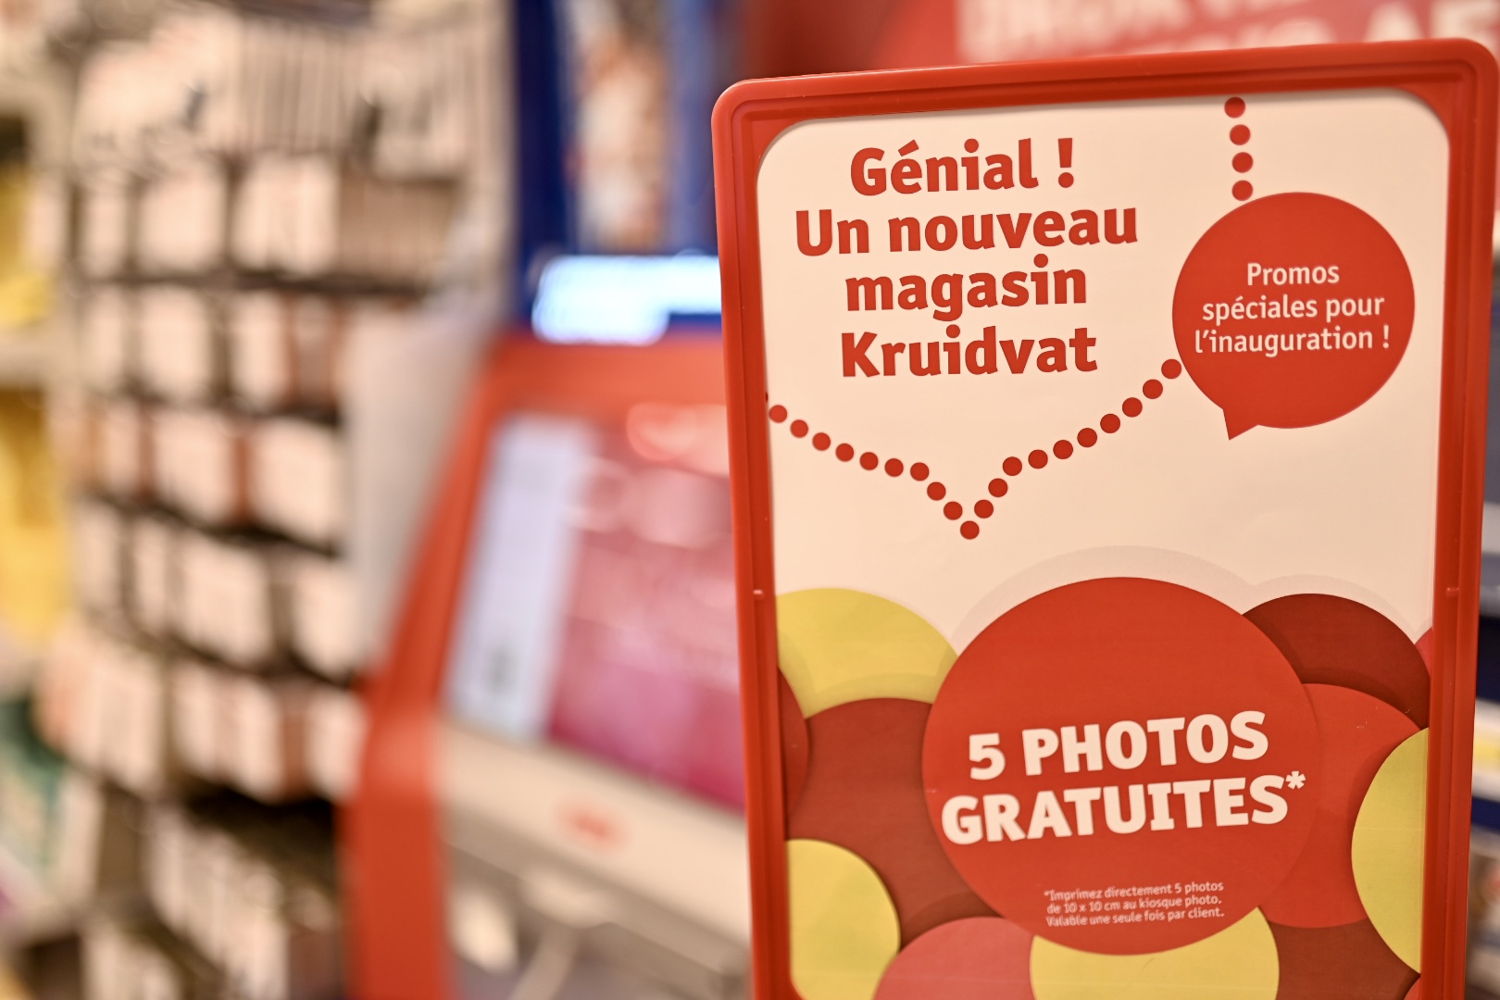 Génial !
Un nouveau
magasin
Kruidvat
Promos
spéciales pour
l'inauguration !
5 PHOTOS
GRATUITES*
*Imprimez directement 5 photos
de 10 x 10 cm au kiosque photo.
Valable une seule fois par client.